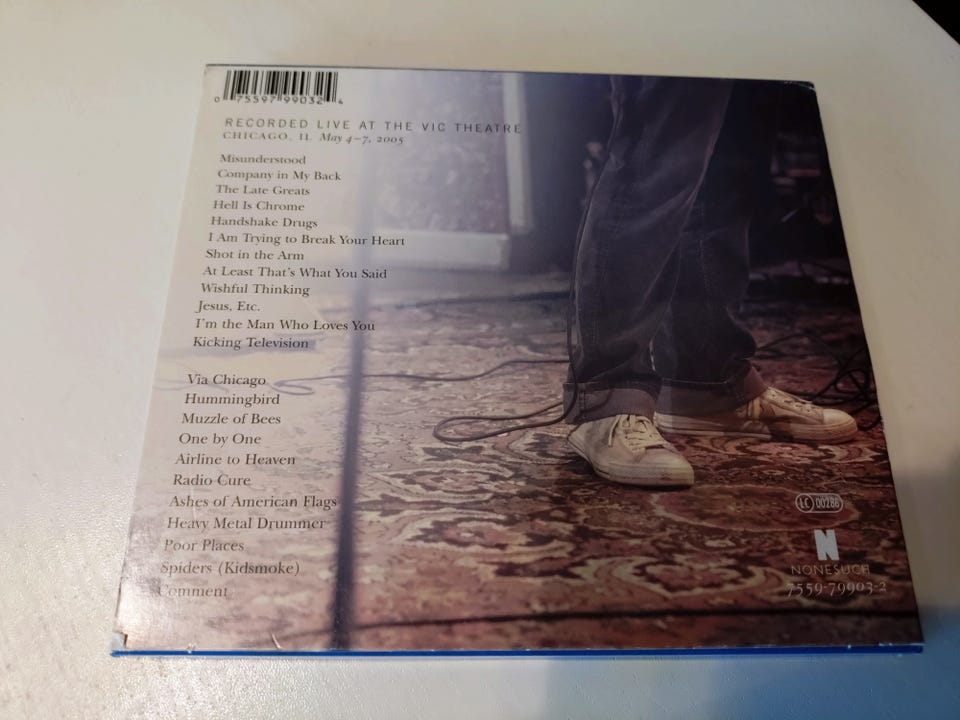 0 75597 99032 4
RECORDED LIVE AT THE VIC THEATRE
CHICAGO, IL May 4–7, 2005
Misunderstood
Company in My Back
The Late Greats
Hell Is Chrome
Handshake Drugs
I Am Trying to Break Your Heart
Shot in the Arm
At Least That's What You Said
Wishful Thinking
Jesus, Etc.
I'm the Man Who Loves You
Kicking Television
Via Chicago
Hummingbird
Muzzle of Bees
One by One
Airline to Heaven
Radio Cure
Ashes of American Flags
Heavy Metal Drummer
Poor Places
Spiders (Kidsmoke)
Comment
LC 00286
N
NONESUCH
7559-79903-2